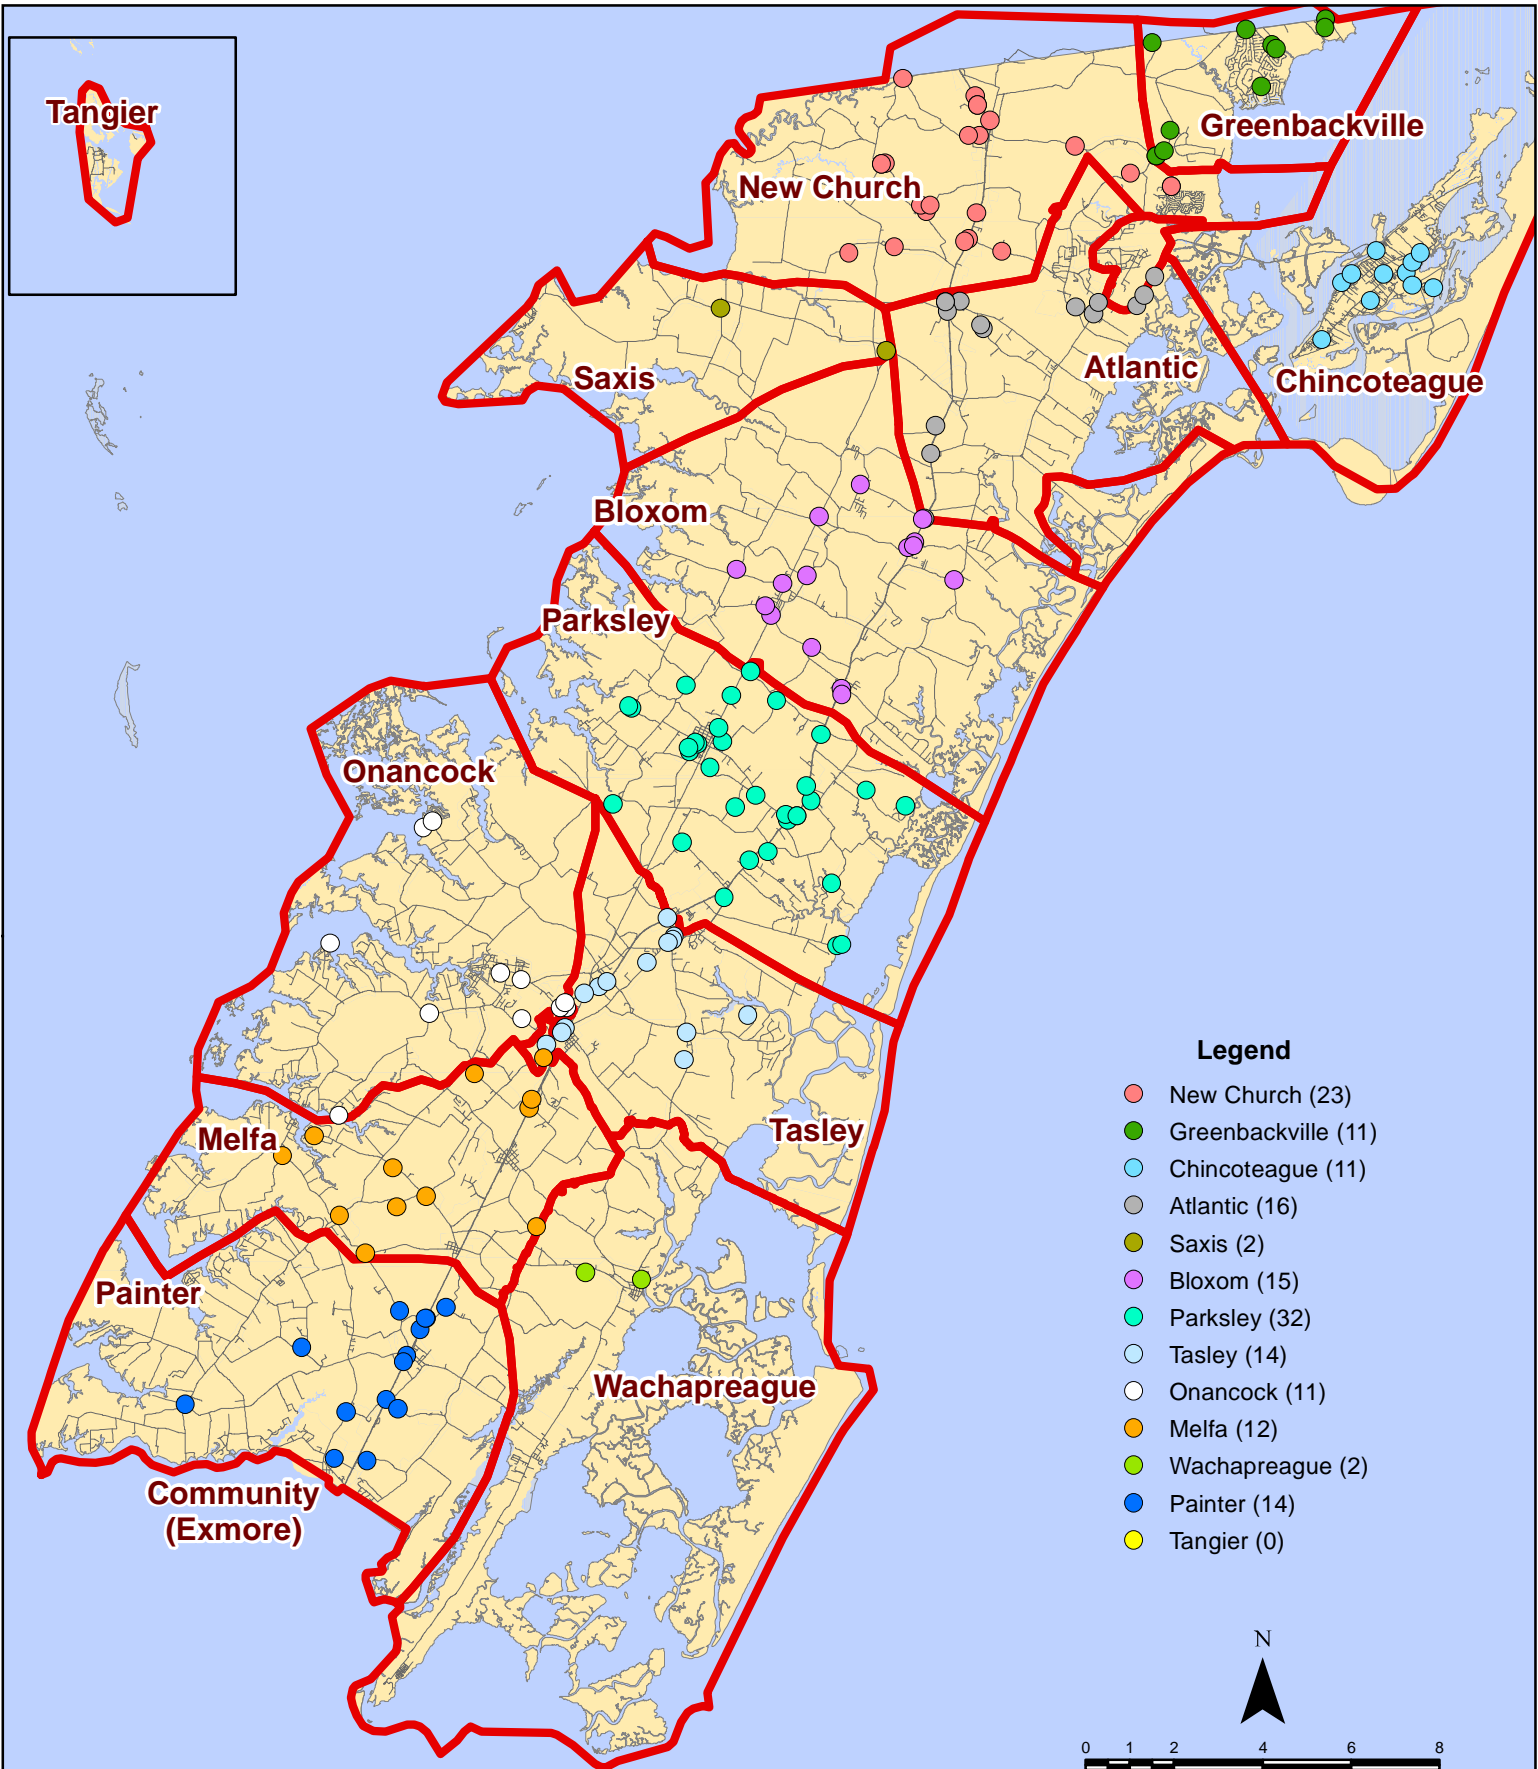 Tangier
Greenbackville
New Church
Atlantic
Saxis
Chincoteague
Bloxom
Parksley
Onancock
Tasley
Melfa
Painter
Wachapreague
Community
(Exmore)
Legend
New Church (23)
Greenbackville (11)
Chincoteague (11)
Atlantic (16)
Saxis (2)
Bloxom (15)
Parksley (32)
Tasley (14)
Onancock (11)
Melfa (12)
Wachapreague (2)
Painter (14)
Tangier (0)
N
0 1 2 4 6 8